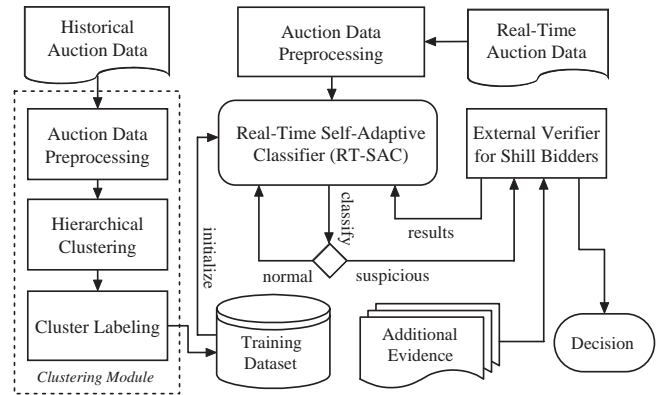 Historical
Auction Data
Auction Data
Preprocessing
Real-Time
Auction Data
Auction Data
Preprocessing
Real-Time Self-Adaptive
Classifier (RT-SAC)
External Verifier
for Shill Bidders
Hierarchical
Clustering
initialize
classify
results
normal
suspicious
Cluster Labeling
Training
Dataset
Additional
Evidence
Decision
Clustering Module